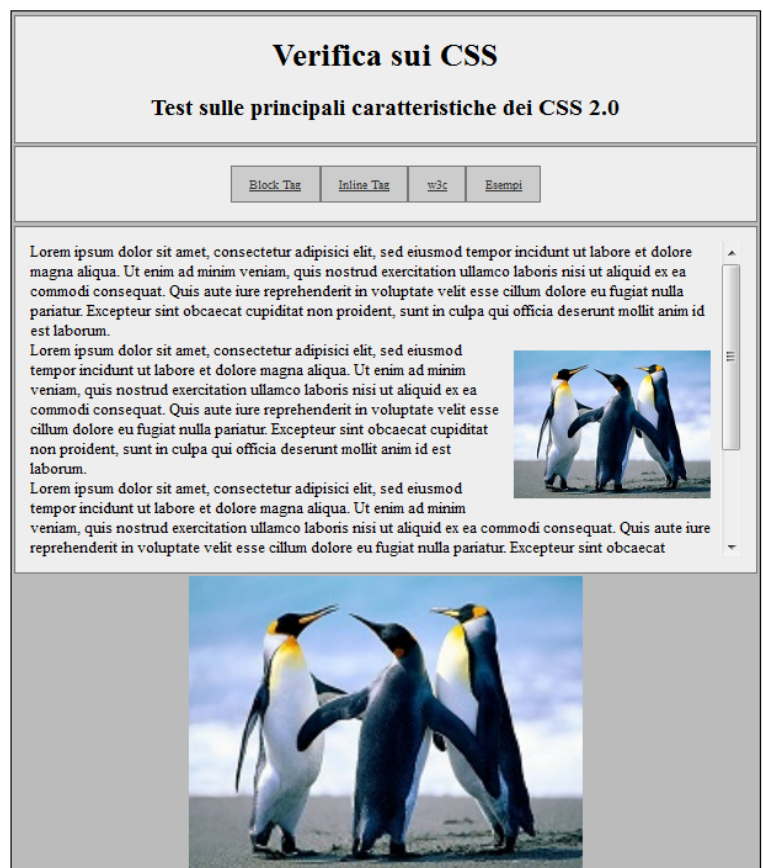 Verifica sui CSS
Test sulle principali caratteristiche dei CSS 2.0
Block Tag
Inline Tag
w3c
Esempi
Lorem ipsum dolor sit amet, consectetur adipisici elit, sed eiusmod tempor incidunt ut labore et dolore
magna aliqua. Ut enim ad minim veniam, quis nostrud exercitation ullamco laboris nisi ut aliquid ex ea
commodi consequat. Quis aute iure reprehenderit in voluptate velit esse cillum dolore eu fugiat nulla
pariatur. Excepteur sint obcaecat cupiditat non proident, sunt in culpa qui officia deserunt mollit anim id
est laborum.
Lorem ipsum dolor sit amet, consectetur adipisici elit, sed eiusmod
tempor incidunt ut labore et dolore magna aliqua. Ut enim ad minim
veniam, quis nostrud exercitation ullamco laboris nisi ut aliquid ex ea
commodi consequat. Quis aute iure reprehenderit in voluptate velit esse
cillum dolore eu fugiat nulla pariatur. Excepteur sint obcaecat cupiditat
non proident, sunt in culpa qui officia deserunt mollit anim id est
laborum.
Lorem ipsum dolor sit amet, consectetur adipisici elit, sed eiusmod
tempor incidunt ut labore et dolore magna aliqua. Ut enim ad minim
veniam, quis nostrud exercitation ullamco laboris nisi ut aliquid ex ea commodi consequat. Quis aute iure
reprehenderit in voluptate velit esse cillum dolore eu fugiat nulla pariatur. Excepteur sint obcaecat